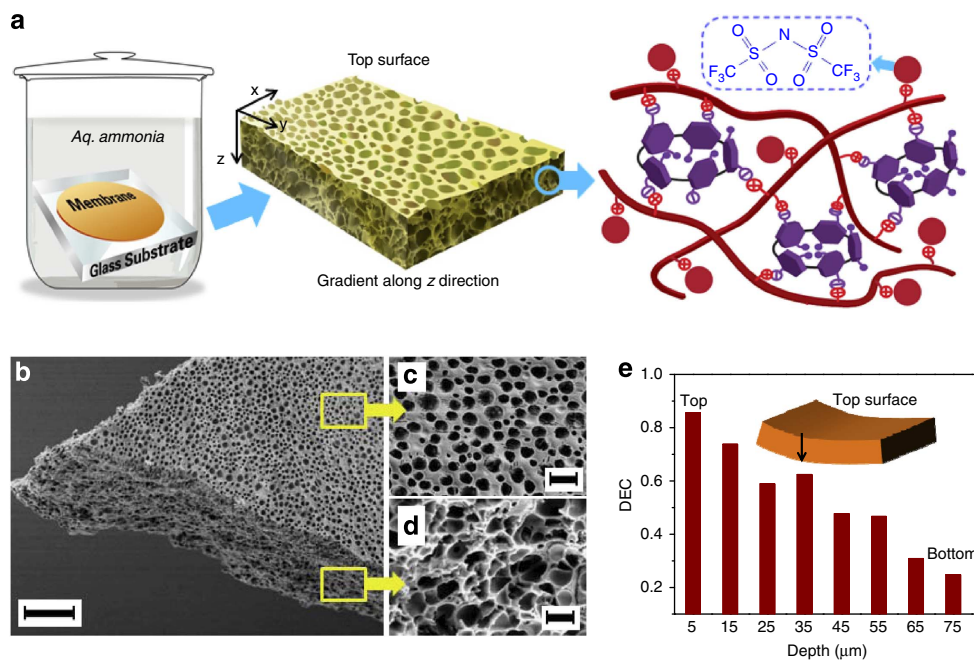 a
Aq. ammonia
Membrane
Glass Substrate
x
y
z
Top surface
Gradient along z direction
O N O
S S
F3C O O CF3
b
c
d
e
1.0
0.8
0.6
0.4
0.2
DEC
Top
Top surface
Bottom
5 15 25 35 45 55 65 75
Depth (μm)